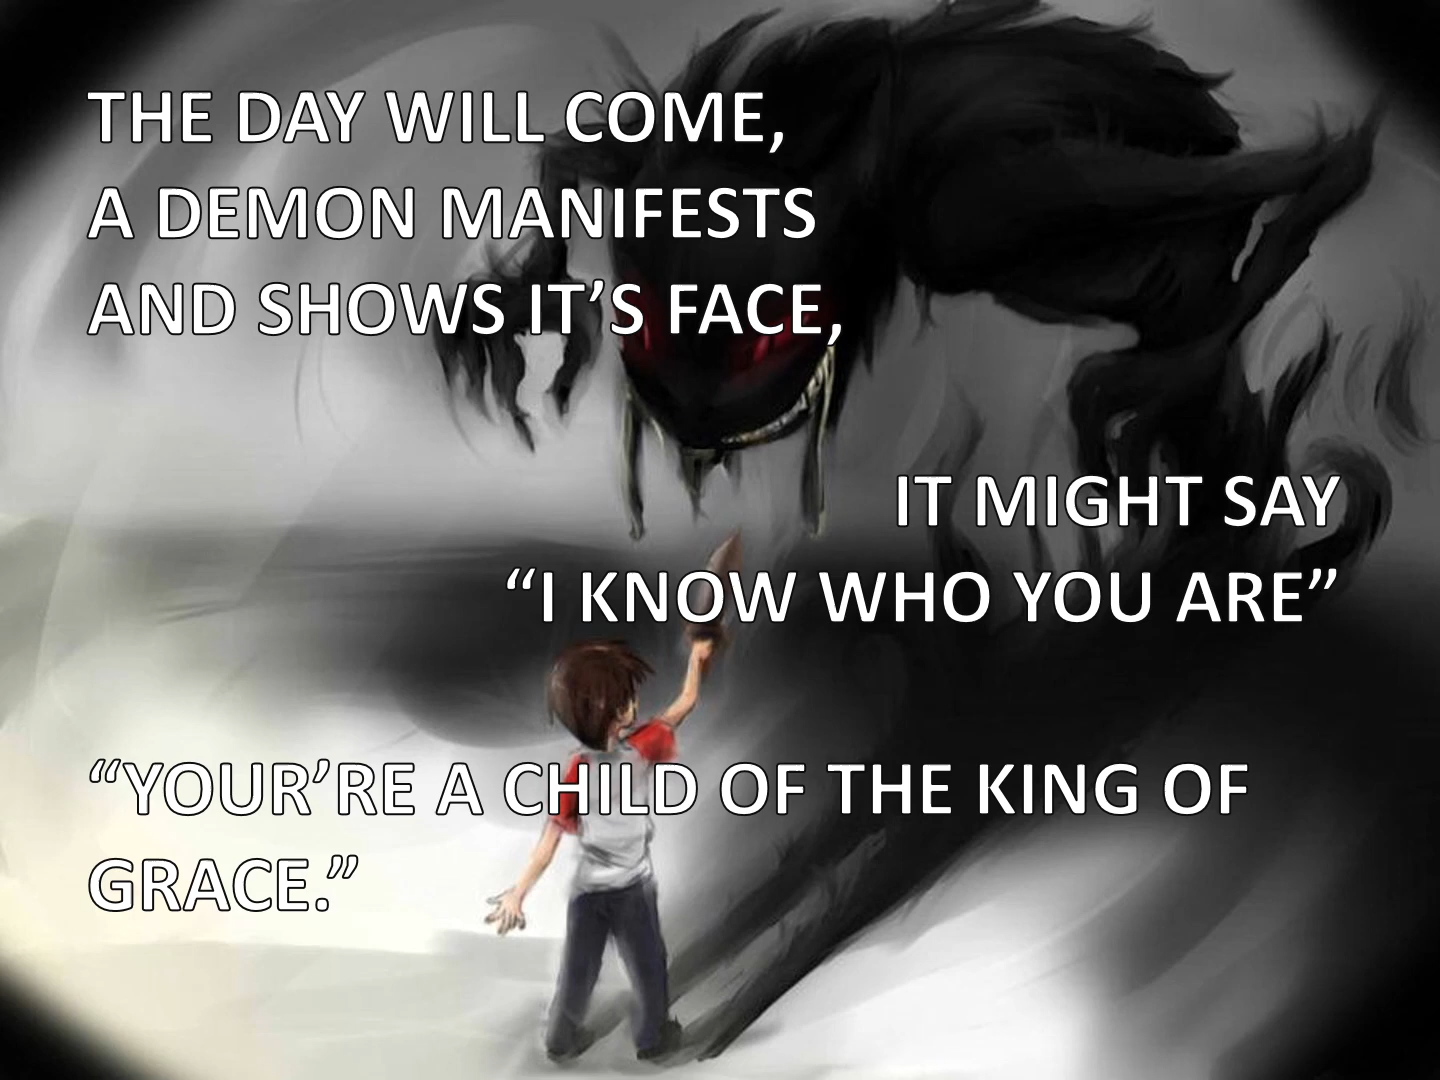 THE DAY WILL COME,
A DEMON MANIFESTS
AND SHOWS IT’S FACE,
IT MIGHT SAY
“I KNOW WHO YOU ARE”
“YOUR’RE A CHILD OF THE KING OF
GRACE.”